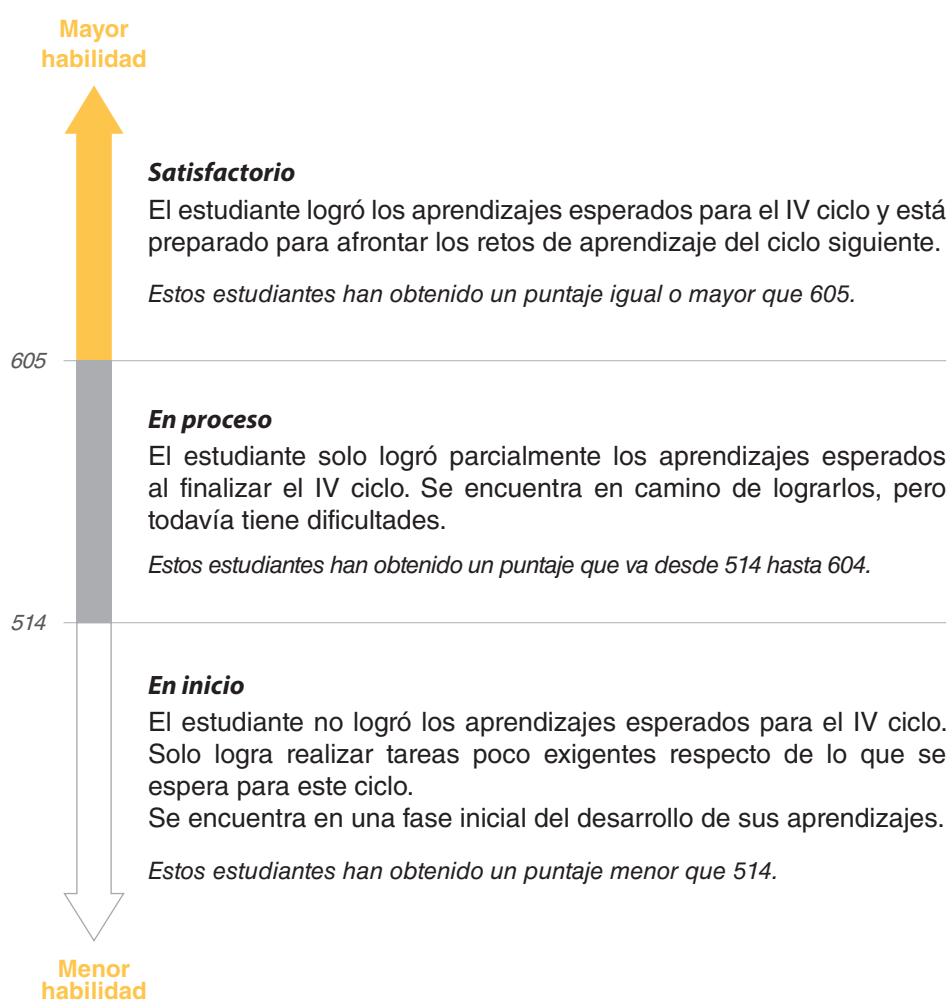 Mayor
habilidad
Satisfactorio
El estudiante logró los aprendizajes esperados para el IV ciclo y está
preparado para afrontar los retos de aprendizaje del ciclo siguiente.
Estos estudiantes han obtenido un puntaje igual o mayor que 605.
605
En proceso
El estudiante solo logró parcialmente los aprendizajes esperados
al finalizar el IV ciclo. Se encuentra en camino de lograrlos, pero
todavía tiene dificultades.
Estos estudiantes han obtenido un puntaje que va desde 514 hasta 604.
514
En inicio
El estudiante no logró los aprendizajes esperados para el IV ciclo.
Solo logra realizar tareas poco exigentes respecto de lo que se
espera para este ciclo.
Se encuentra en una fase inicial del desarrollo de sus aprendizajes.
Estos estudiantes han obtenido un puntaje menor que 514.
Menor
habilidad